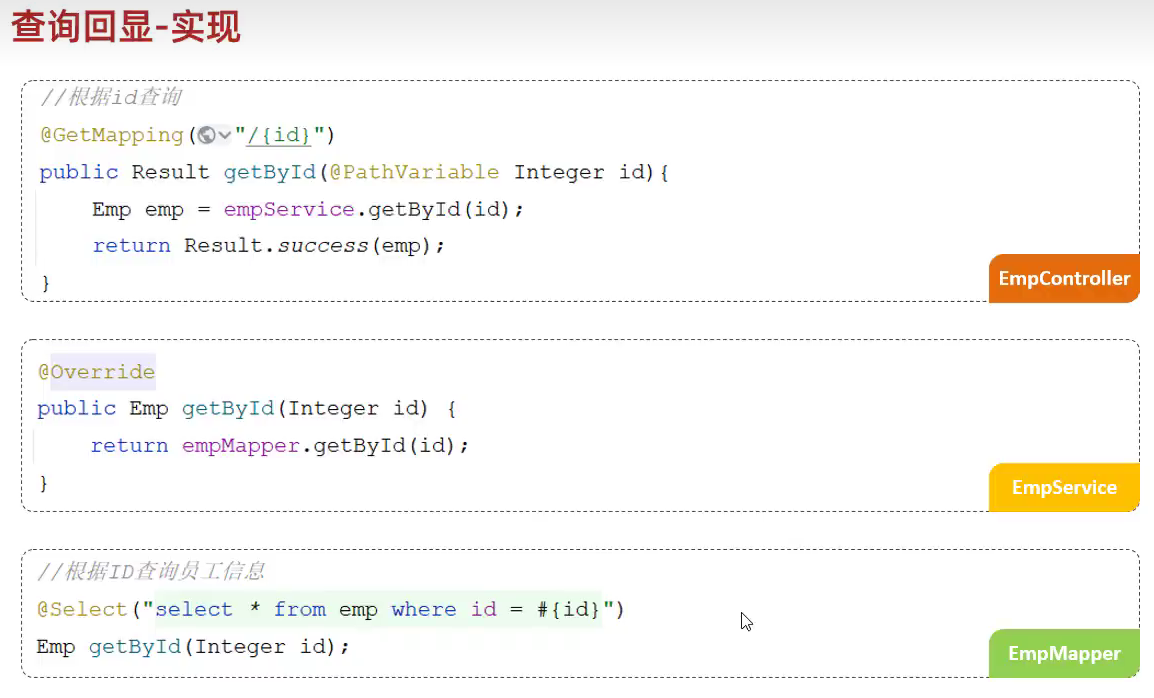 查询回显-实现
//根据id查询
@GetMapping("/{id}")
public Result getById(@PathVariable Integer id){
Emp emp = empService.getById(id);
return Result.success(emp);
}
EmpController
@Override
public Emp getById(Integer id) {
return empMapper.getById(id);
}
EmpService
//根据ID查询员工信息
@Select("select * from emp where id = #{id}")
Emp getById(Integer id);
EmpMapper